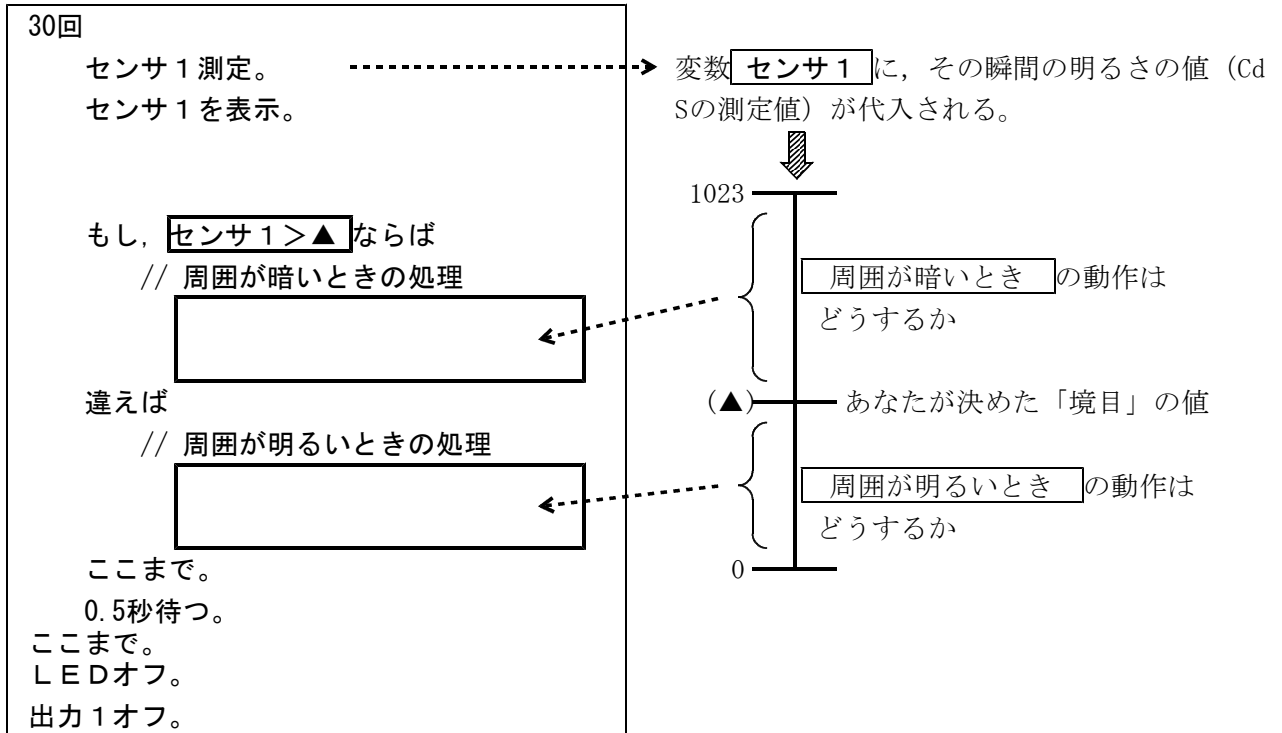 30回
センサ１測定。
センサ１を表示。
もし，センサ１＞▲ ならば
// 周囲が暗いときの処理
違えば
// 周囲が明るいときの処理
ここまで。
0.5秒待つ。
ここまで。
ＬＥＤオフ。
出力１オフ。
変数 センサ１ に，その瞬間の明るさの値（Cd
Sの測定値）が代入される。
1023
周囲が暗いとき の動作は
どうするか
（▲） あなたが決めた「境目」の値
周囲が明るいとき の動作は
どうするか
0